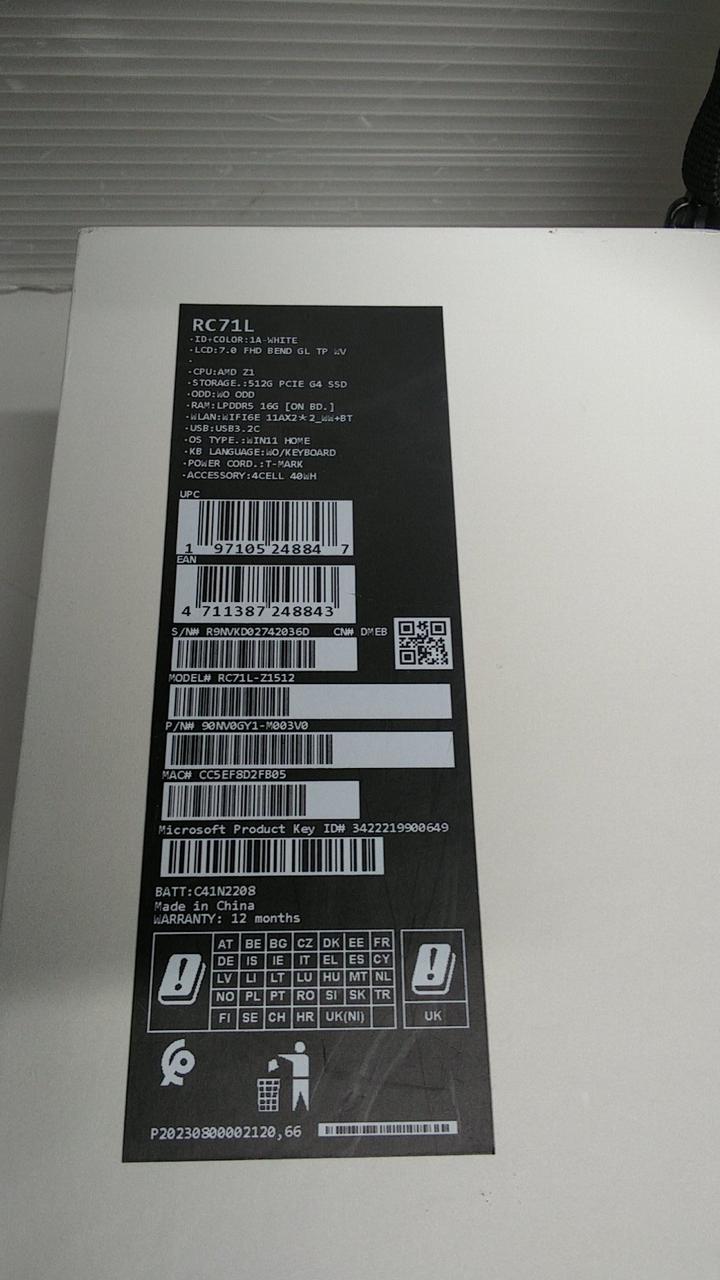 RC71L
·ID+COLOR:1A-WHITE
·LCD:7.0 FHD BEND GL TP WV
·
·CPU:AMD Z1
·STORAGE.:512G PCIE G4 SSD
·ODD:WO ODD
·RAM:LPDDR5 16G [ON BD.]
·WLAN:WIFI6E 11AX2*2_WW+BT
·USB:USB3.2C
·OS TYPE.:WIN11 HOME
·KB LANGUAGE:WO/KEYBOARD
·POWER CORD.:T-MARK
·ACCESSORY:4CELL 40WH
UPC
1 97105 24884 7
EAN
4 711387 248843
S/N# R9NVKD02742036D CN# DMEB
MODEL# RC71L-Z1512
P/N# 90NV0GY1-M003V0
MAC# CC5EF8D2FB05
Microsoft Product Key ID# 3422219900649
BATT:C41N2208
Made in China
WARRANTY: 12 months
AT BE BG CZ DK EE FR
DE IS IE IT EL ES CY
LV LI LT LU HU MT NL
NO PL PT RO SI SK TR
FI SE CH HR UK(NI)
UK
P20230800002120,66